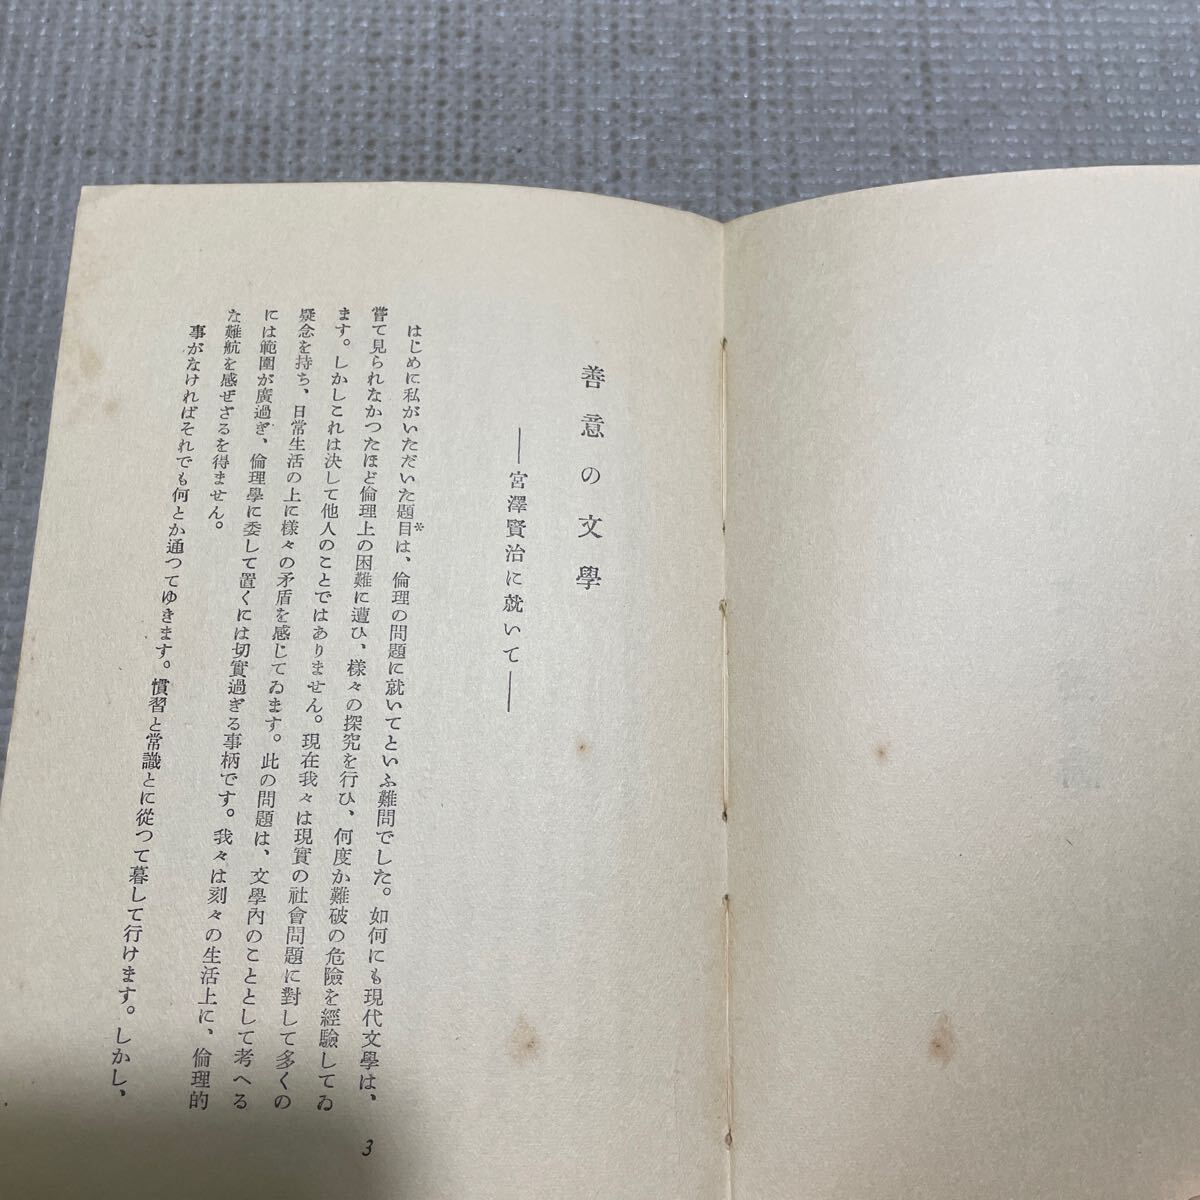 善意の文學
――宮澤賢治に就いて――
はじめに私がいただいた題目*は、倫理の問題に就いてといふ難問でした。如何にも現代文學は、
嘗て見られなかつたほど倫理上の困難に遭ひ、樣々の探究を行ひ、何度か難破の危險を經驗してゐ
ます。しかしこれは決して他人のことではありません。現在我々は現實の社會問題に對して多くの
疑念を持ち、日常生活の上に樣々の矛盾を感じてゐます。此の問題は、文學內のこととして考へる
には範圍が廣過ぎ、倫理學に委して置くには切實過ぎる事柄です。我々は刻々の生活上に、倫理的
な難航を感ぜざるを得ません。
事がなければそれでも何とか通つてゆきます。慣習と常識とに從つて暮して行けます。しかし、
3